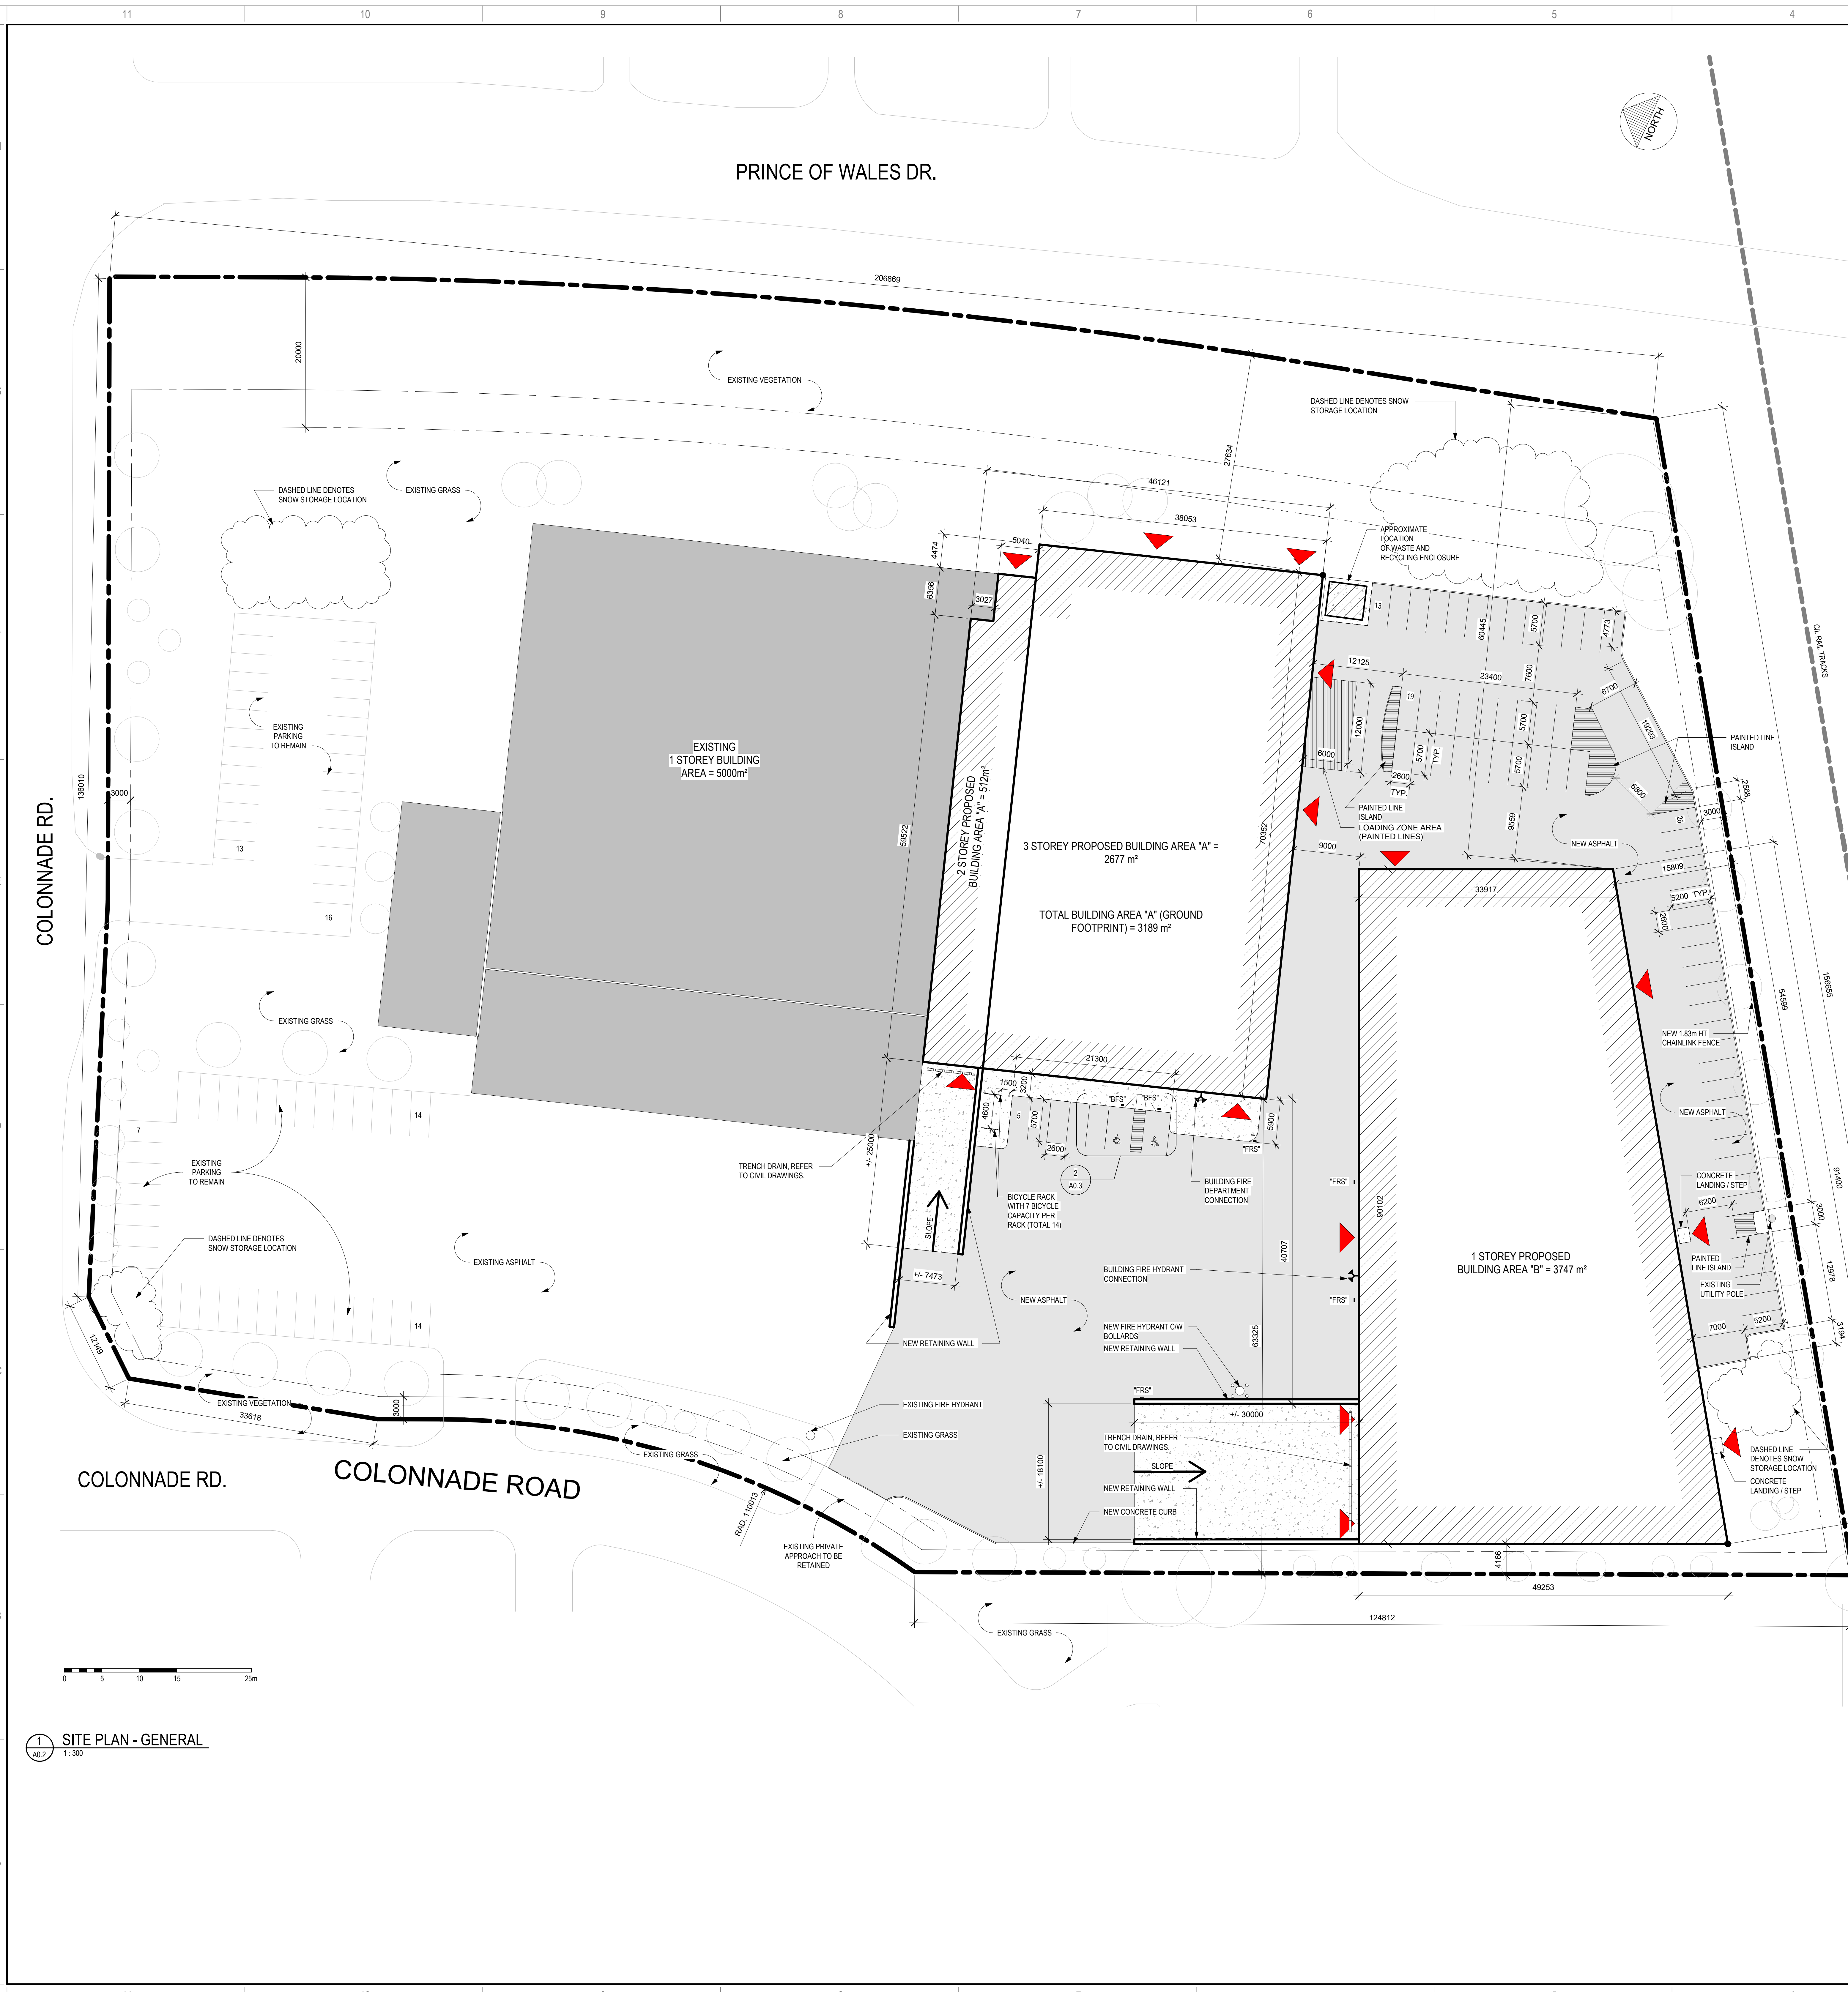 11
10
9
8
7
6
5
4
NORTH
PRINCE OF WALES DR.
206869
20000
EXISTING VEGETATION
DASHED LINE DENOTES SNOW
STORAGE LOCATION
27634
46121
38053
5040
4474
6356
3027
DASHED LINE DENOTES
SNOW STORAGE LOCATION
EXISTING GRASS
APPROXIMATE
LOCATION
OF WASTE AND
RECYCLING ENCLOSURE
13
60445
5700
4773
C/L RAIL TRACKS
12125
23400
7600
6700
19
19293
12000
5700
6000
5700
TYP.
5700
2600
TYP.
6800
PAINTED LINE
ISLAND
2568
3000
26
PAINTED LINE
ISLAND
LOADING ZONE AREA
(PAINTED LINES)
9559
NEW ASPHALT
9000
15809
33917
5200 TYP
2600
EXISTING
PARKING
TO REMAIN
EXISTING
1 STOREY BUILDING
AREA = 5000m²
136010
3000
COLONNADE RD.
13
16
59522
2 STOREY PROPOSED
BUILDING AREA "A" = 512m²
3 STOREY PROPOSED BUILDING AREA "A" =
2677 m²
TOTAL BUILDING AREA "A" (GROUND
FOOTPRINT) = 3189 m²
70352
156655
54599
NEW 1.83m HT
CHAINLINK FENCE
NEW ASPHALT
EXISTING GRASS
21300
1500
3200
4600
5
5700
2600
"BFS"
"BFS"
5900
"FRS"
14
7
EXISTING
PARKING
TO REMAIN
+/- 25000
TRENCH DRAIN, REFER
TO CIVIL DRAWINGS.
2
A0.3
"FRS"
BICYCLE RACK
WITH 7 BICYCLE
CAPACITY PER
RACK (TOTAL 14)
BUILDING FIRE
DEPARTMENT
CONNECTION
90102
CONCRETE
LANDING / STEP
6200
91400
3000
SLOPE
40707
DASHED LINE DENOTES
SNOW STORAGE LOCATION
EXISTING ASPHALT
1 STOREY PROPOSED
BUILDING AREA "B" = 3747 m²
PAINTED
LINE ISLAND
EXISTING
UTILITY POLE
12978
BUILDING FIRE HYDRANT
CONNECTION
+/- 7473
NEW ASPHALT
"FRS"
14
NEW RETAINING WALL
NEW FIRE HYDRANT C/W
BOLLARDS
NEW RETAINING WALL
63325
7000
5200
3194
12149
"FRS"
EXISTING VEGETATION
33618
3000
EXISTING FIRE HYDRANT
EXISTING GRASS
EXISTING GRASS
+/- 30000
TRENCH DRAIN, REFER
TO CIVIL DRAWINGS.
SLOPE
+/- 18100
NEW RETAINING WALL
NEW CONCRETE CURB
DASHED LINE
DENOTES SNOW
STORAGE LOCATION
CONCRETE
LANDING / STEP
COLONNADE RD.
COLONNADE ROAD
RAD. 110013
EXISTING PRIVATE
APPROACH TO BE
RETAINED
4166
49253
124812
EXISTING GRASS
0 5 10 15 25m
1
A0.2
SITE PLAN - GENERAL
1 : 300